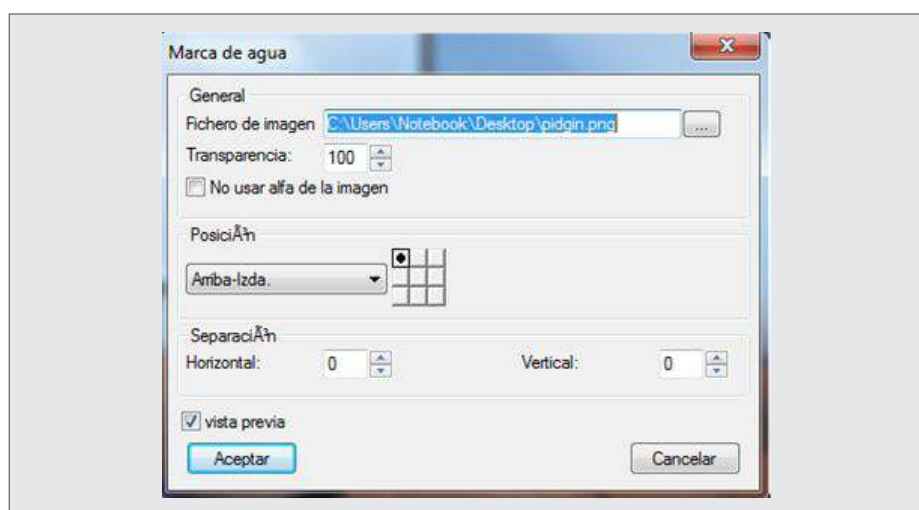 Marca de agua
General
Fichero de imagen C:\Users\Notebook\Desktop\pidgin.png ...
Transparencia: 100
No usar alfa de la imagen
PosiciÃ³n
Arriba-Izda.
SeparaciÃ³n
Horizontal: 0 Vertical: 0
vista previa
Aceptar Cancelar